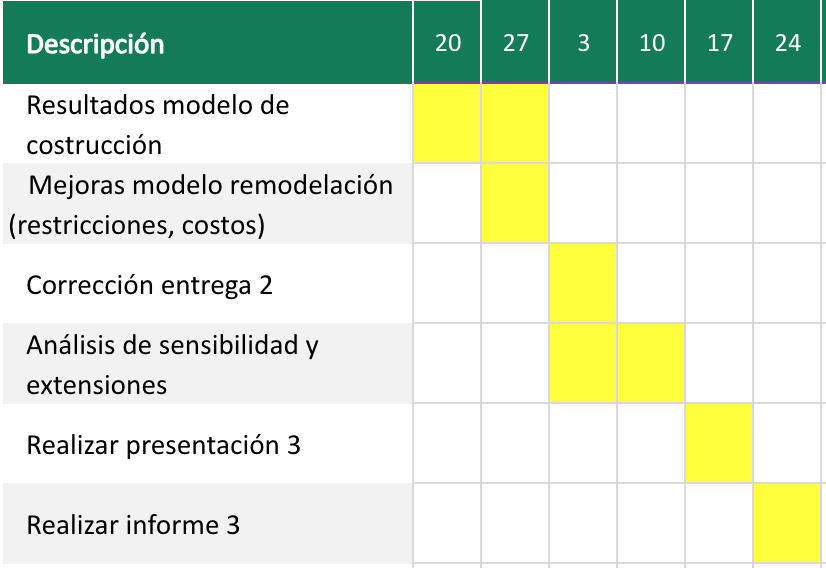 Descripción 20 27 3 10 17 24
Resultados modelo de
costrucción
Mejoras modelo remodelación
(restricciones, costos)
Corrección entrega 2
Análisis de sensibilidad y
extensiones
Realizar presentación 3
Realizar informe 3